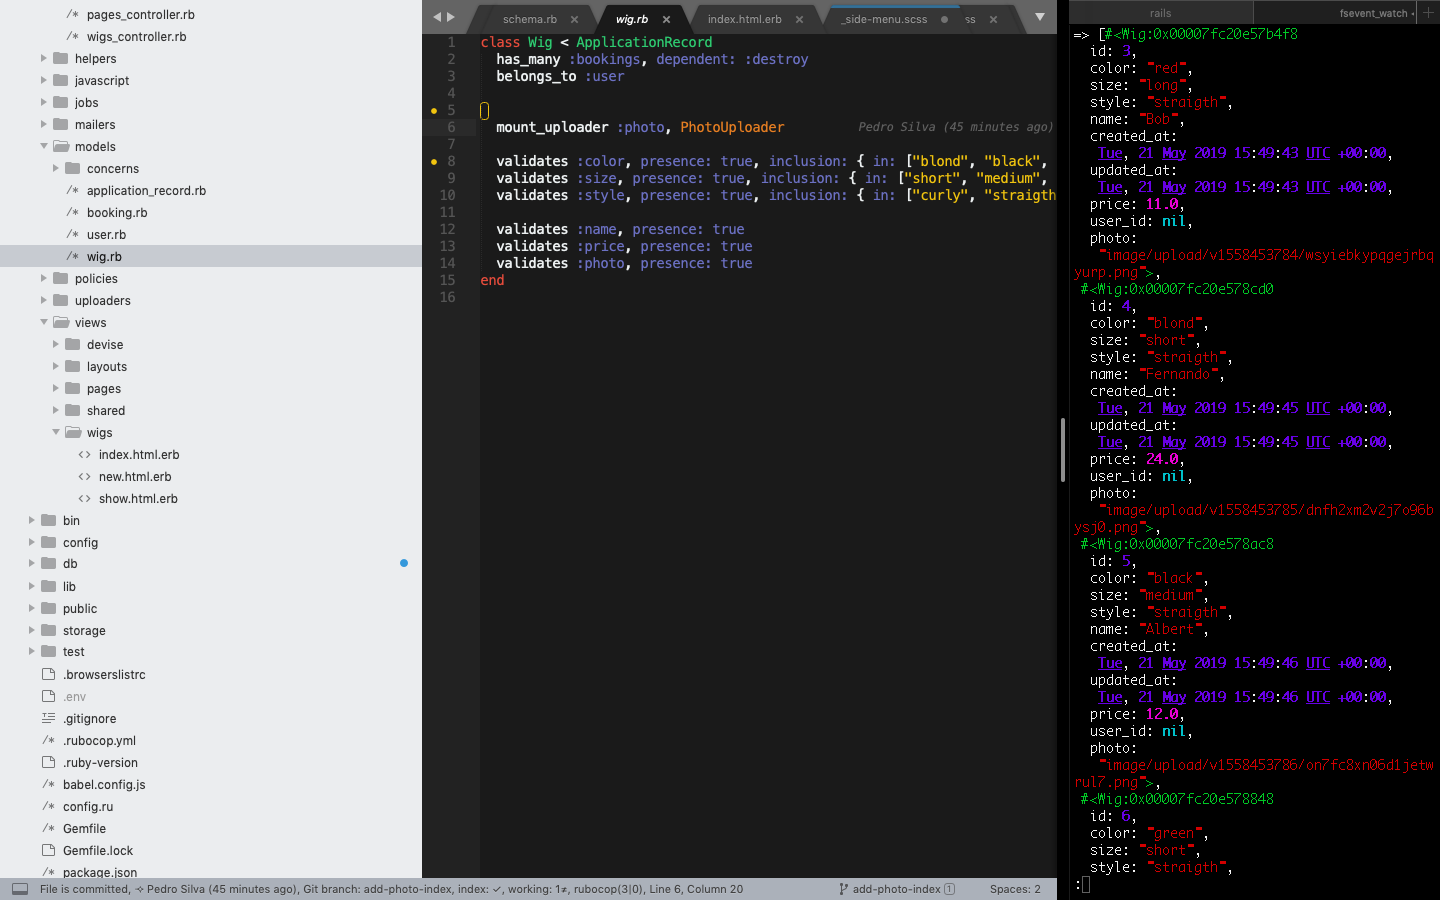 pages_controller.rb
wigs_controller.rb
helpers
javascript
jobs
mailers
models
concerns
application_record.rb
booking.rb
user.rb
wig.rb
policies
uploaders
views
devise
layouts
pages
shared
wigs
index.html.erb
new.html.erb
show.html.erb
bin
config
db
lib
public
storage
test
.browserslistrc
.env
.gitignore
.rubocop.yml
.ruby-version
babel.config.js
config.ru
Gemfile
Gemfile.lock
package.json
schema.rb × wig.rb × index.html.erb × _side-menu.scss ss ×
1 class Wig < ApplicationRecord
2 has_many :bookings, dependent: :destroy
3 belongs_to :user
4
5
6 mount_uploader :photo, PhotoUploader Pedro Silva (45 minutes ago)
7
8 validates :color, presence: true, inclusion: { in: ["blond", "black",
9 validates :size, presence: true, inclusion: { in: ["short", "medium",
10 validates :style, presence: true, inclusion: { in: ["curly", "straigth
11
12 validates :name, presence: true
13 validates :price, presence: true
14 validates :photo, presence: true
15 end
16
rails fsevent_watch
=> [#<Wig:0x00007fc20e57b4f8
id: 3,
color: "red",
size: "long",
style: "straigth",
name: "Bob",
created_at:
Tue, 21 May 2019 15:49:43 UTC +00:00,
updated_at:
Tue, 21 May 2019 15:49:43 UTC +00:00,
price: 11.0,
user_id: nil,
photo:
"image/upload/v1558453784/wsyiebkypqgejrbq
yurp.png">,
#<Wig:0x00007fc20e578cd0
id: 4,
color: "blond",
size: "short",
style: "straigth",
name: "Fernando",
created_at:
Tue, 21 May 2019 15:49:45 UTC +00:00,
updated_at:
Tue, 21 May 2019 15:49:45 UTC +00:00,
price: 24.0,
user_id: nil,
photo:
"image/upload/v1558453785/dnfh2xm2v2j7o96b
ysj0.png">,
#<Wig:0x00007fc20e578ac8
id: 5,
color: "black",
size: "medium",
style: "straigth",
name: "Albert",
created_at:
Tue, 21 May 2019 15:49:46 UTC +00:00,
updated_at:
Tue, 21 May 2019 15:49:46 UTC +00:00,
price: 12.0,
user_id: nil,
photo:
"image/upload/v1558453786/on7fc8xn06d1jetw
rul7.png">,
#<Wig:0x00007fc20e578848
id: 6,
color: "green",
size: "short",
style: "straigth",
:
File is committed, ⟢ Pedro Silva (45 minutes ago), Git branch: add-photo-index, index: ✓, working: 1≠, rubocop(3|0), Line 6, Column 20 add-photo-index 1 Spaces: 2